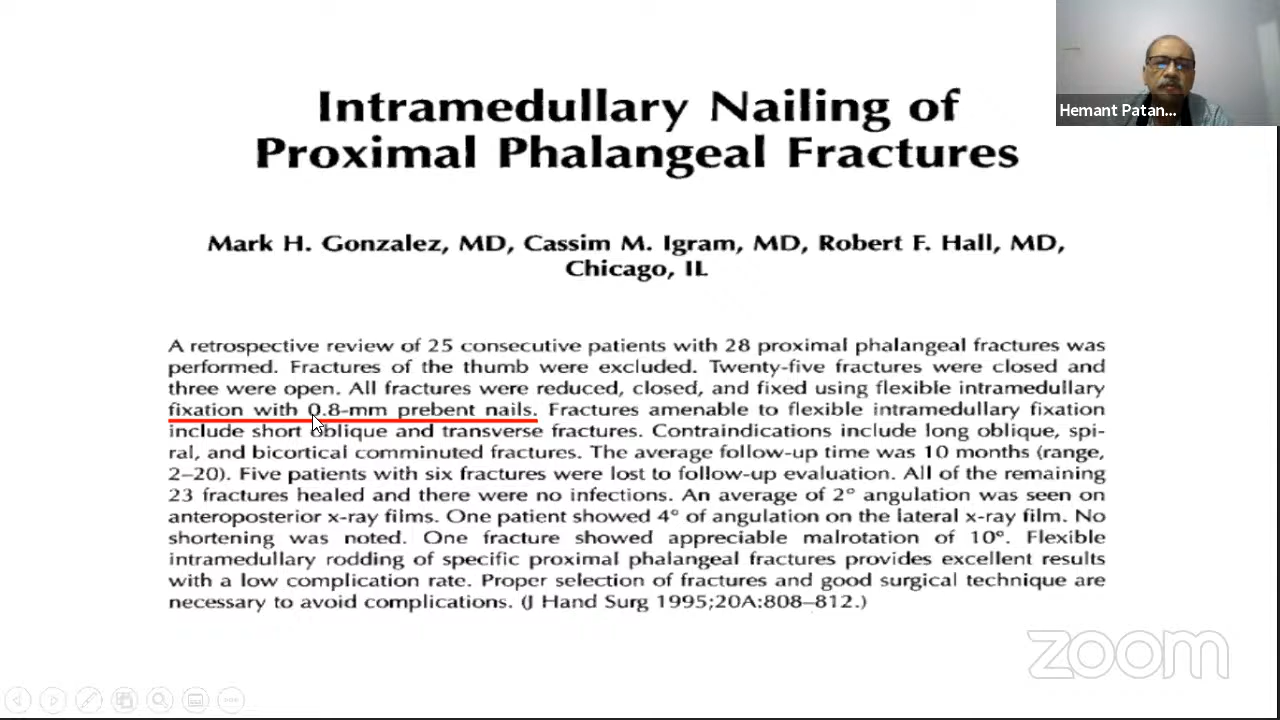 Intramedullary Nailing of
Proximal Phalangeal Fractures
Mark H. Gonzalez, MD, Cassim M. Igram, MD, Robert F. Hall, MD,
Chicago, IL
A retrospective review of 25 consecutive patients with 28 proximal phalangeal fractures was
performed. Fractures of the thumb were excluded. Twenty-five fractures were closed and
three were open. All fractures were reduced, closed, and fixed using flexible intramedullary
fixation with 0.8-mm prebent nails. Fractures amenable to flexible intramedullary fixation
include short oblique and transverse fractures. Contraindications include long oblique, spi-
ral, and bicortical comminuted fractures. The average follow-up time was 10 months (range,
2–20). Five patients with six fractures were lost to follow-up evaluation. All of the remaining
23 fractures healed and there were no infections. An average of 2° angulation was seen on
anteroposterior x-ray films. One patient showed 4° of angulation on the lateral x-ray film. No
shortening was noted. One fracture showed appreciable malrotation of 10°. Flexible
intramedullary rodding of specific proximal phalangeal fractures provides excellent results
with a low complication rate. Proper selection of fractures and good surgical technique are
necessary to avoid complications. (J Hand Surg 1995;20A:808–812.)
Hemant Patan...
zoom